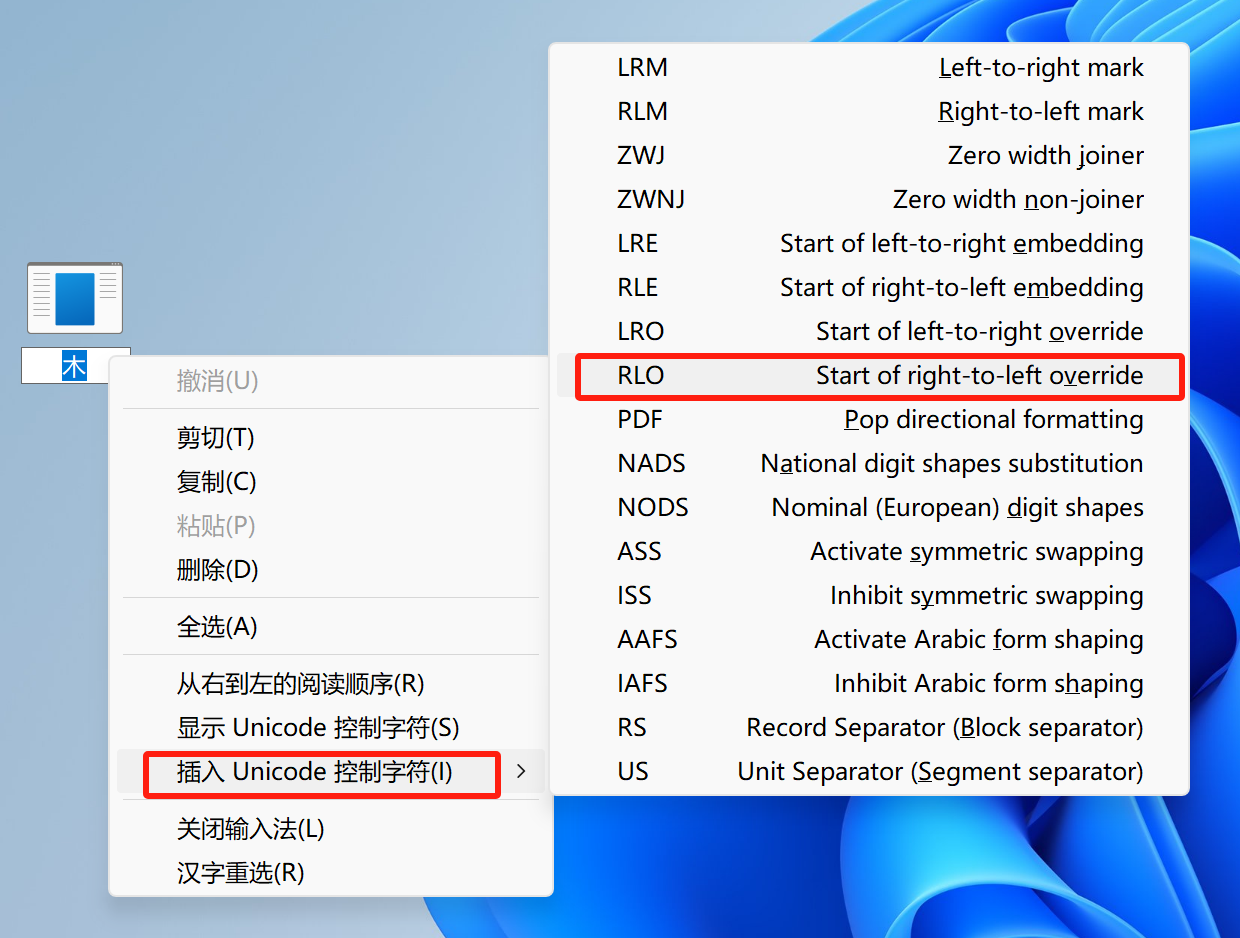 木
撤消(U)
剪切(T)
复制(C)
粘贴(P)
删除(D)
全选(A)
从右到左的阅读顺序(R)
显示 Unicode 控制字符(S)
插入 Unicode 控制字符(I)
关闭输入法(L)
汉字重选(R)
LRM Left-to-right mark
RLM Right-to-left mark
ZWJ Zero width joiner
ZWNJ Zero width non-joiner
LRE Start of left-to-right embedding
RLE Start of right-to-left embedding
LRO Start of left-to-right override
RLO Start of right-to-left override
PDF Pop directional formatting
NADS National digit shapes substitution
NODS Nominal (European) digit shapes
ASS Activate symmetric swapping
ISS Inhibit symmetric swapping
AAFS Activate Arabic form shaping
IAFS Inhibit Arabic form shaping
RS Record Separator (Block separator)
US Unit Separator (Segment separator)